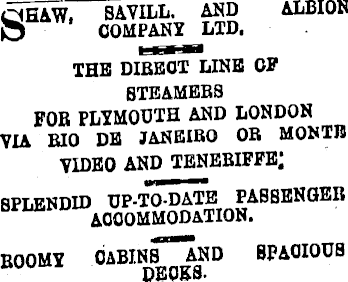 SHAW, SAVILL, AND ALBION
COMPANY LTD.
THE DIRECT LINE OF
STEAMERS
FOR PLYMOUTH AND LONDON
VIA RIO DE JANEIRO OR MONTE
VIDEO AND TENERIFFE;
SPLENDID UP-TO-DATE PASSENGER
ACCOMMODATION.
ROOMY CABINS AND SPACIOUS
DECKS.